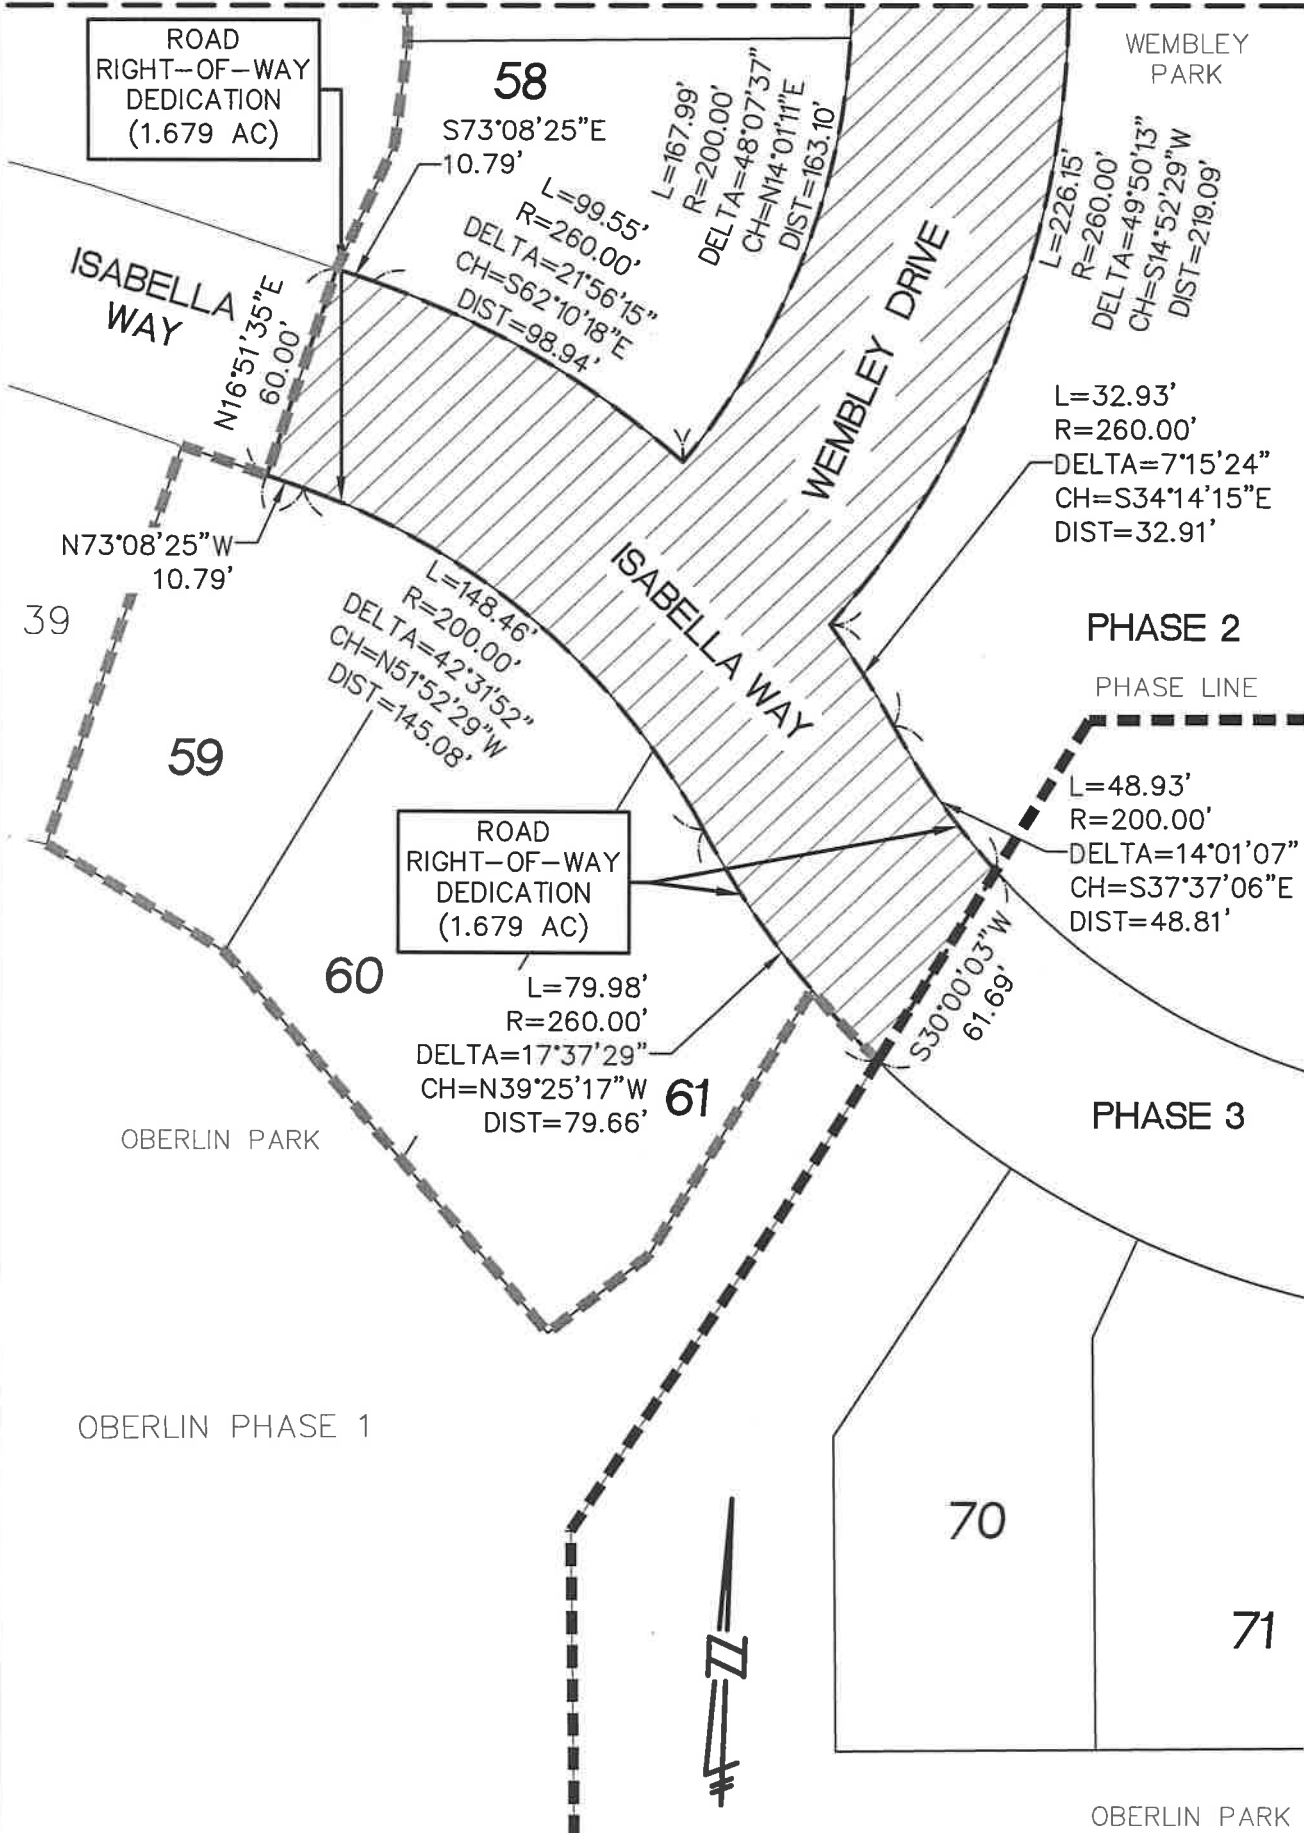 ROAD
RIGHT-OF-WAY
DEDICATION
(1.679 AC)
58
S73°08'25"E
10.79'
L=99.55'
R=260.00'
DELTA=21°56'15"
CH=S62°10'18"E
DIST=98.94'
L=167.99'
R=200.00'
DELTA=48°07'37"
CH=N14°01'11"E
DIST=163.10'
WEMBLEY
PARK
L=226.15'
R=260.00'
DELTA=49°50'13"
CH=S14°52'29"W
DIST=219.09'
ISABELLA
WAY
N16°51'35"E
60.00'
WEMBLEY DRIVE
L=32.93'
R=260.00'
DELTA=7°15'24"
CH=S34°14'15"E
DIST=32.91'
N73°08'25"W
10.79'
39
L=148.46'
R=200.00'
DELTA=42°31'52"
CH=N51°52'29"W
DIST=145.08'
ISABELLA WAY
PHASE 2
PHASE LINE
59
L=48.93'
R=200.00'
DELTA=14°01'07"
CH=S37°37'06"E
DIST=48.81'
ROAD
RIGHT-OF-WAY
DEDICATION
(1.679 AC)
60
S30°00'03"W
61.69'
L=79.98'
R=260.00'
DELTA=17°37'29"
CH=N39°25'17"W
DIST=79.66'
61
PHASE 3
OBERLIN PARK
OBERLIN PHASE 1
70
71
N
OBERLIN PARK